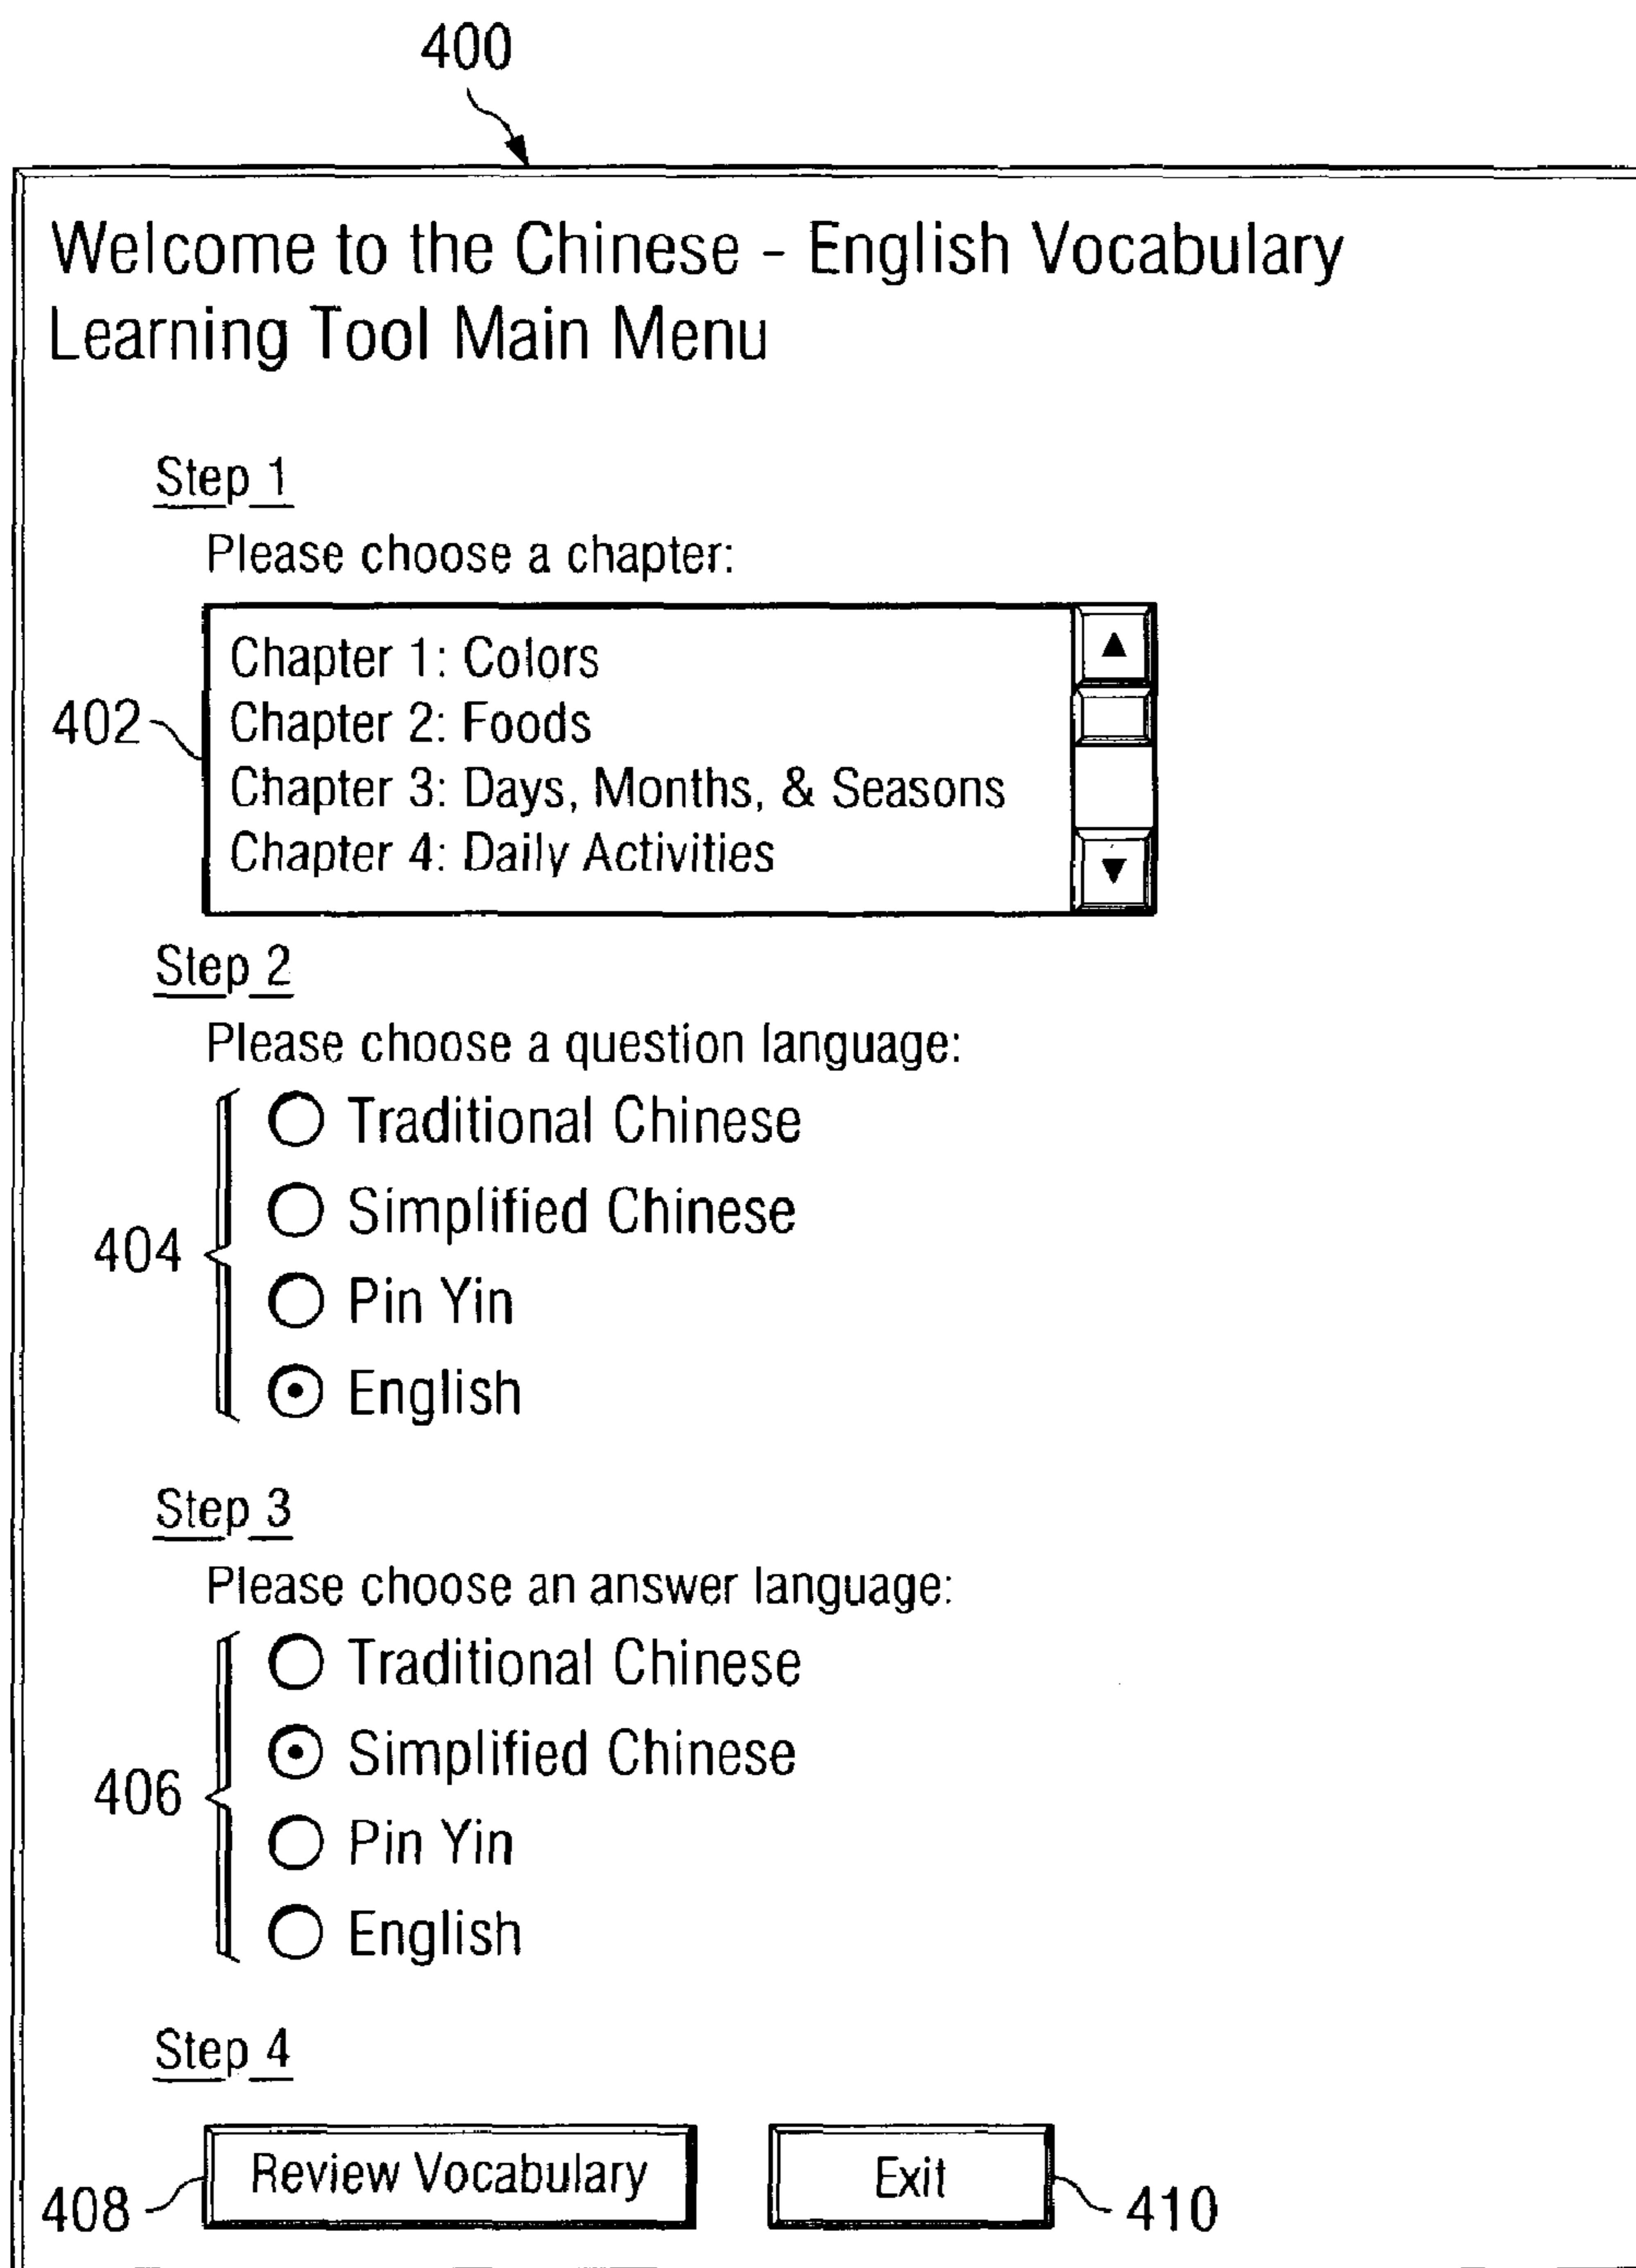 400
Welcome to the Chinese - English Vocabulary
Learning Tool Main Menu
Step 1
Please choose a chapter:
Chapter 1: Colors
402
Chapter 2: Foods
Chapter 3: Days, Months, & Seasons
Chapter 4: Daily Activities
Step 2
Please choose a question language:
Traditional Chinese
Simplified Chinese
404
Pin Yin
English
Step 3
Please choose an answer language:
Traditional Chinese
Simplified Chinese
406
Pin Yin
English
Step 4
Review Vocabulary
Exit
408
410